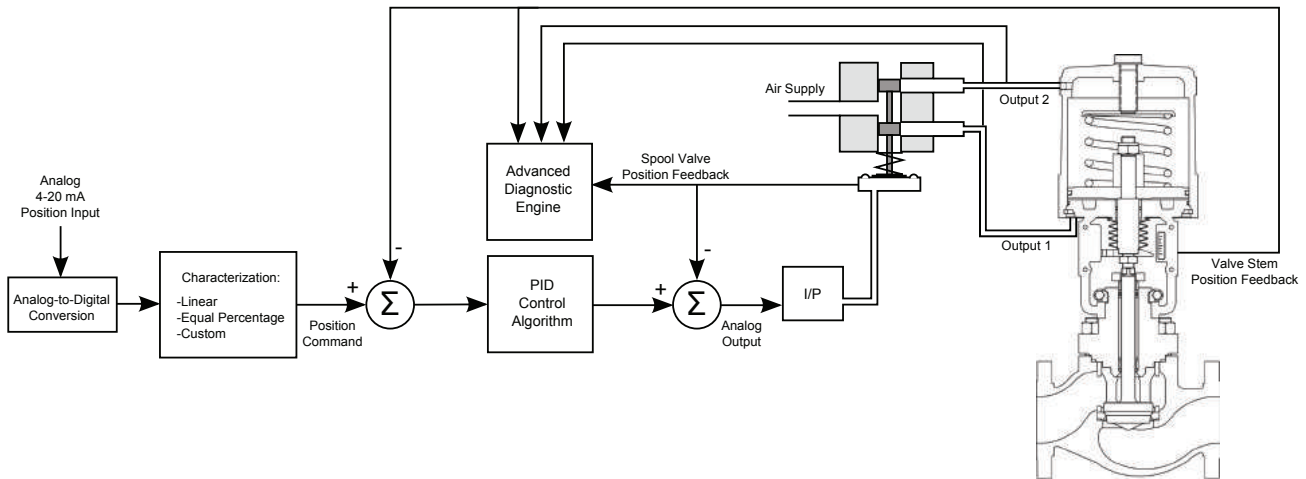 Air Supply
Output 2
Advanced
Diagnostic
Engine
Spool Valve
Position Feedback
Analog
4-20 mA
Position Input
Output 1
Valve Stem
Position Feedback
-
-
Analog-to-Digital
Conversion
Characterization:
-Linear
-Equal Percentage
-Custom
+
Position
Command
Σ
PID
Control
Algorithm
+
Σ
Analog
Output
I/P